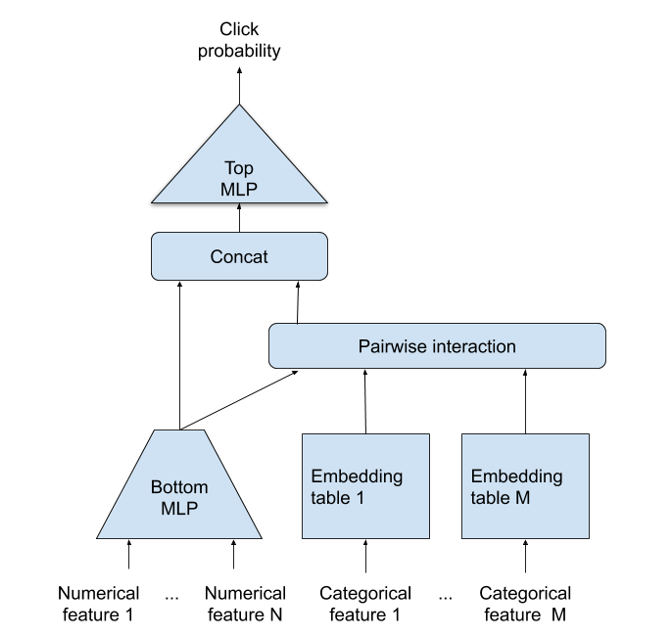 Click
probability
Top
MLP
Concat
Pairwise interaction
Bottom
MLP
Embedding
table 1
Embedding
table M
Numerical
feature 1
...
Numerical
feature N
Categorical
feature 1
...
Categorical
feature M